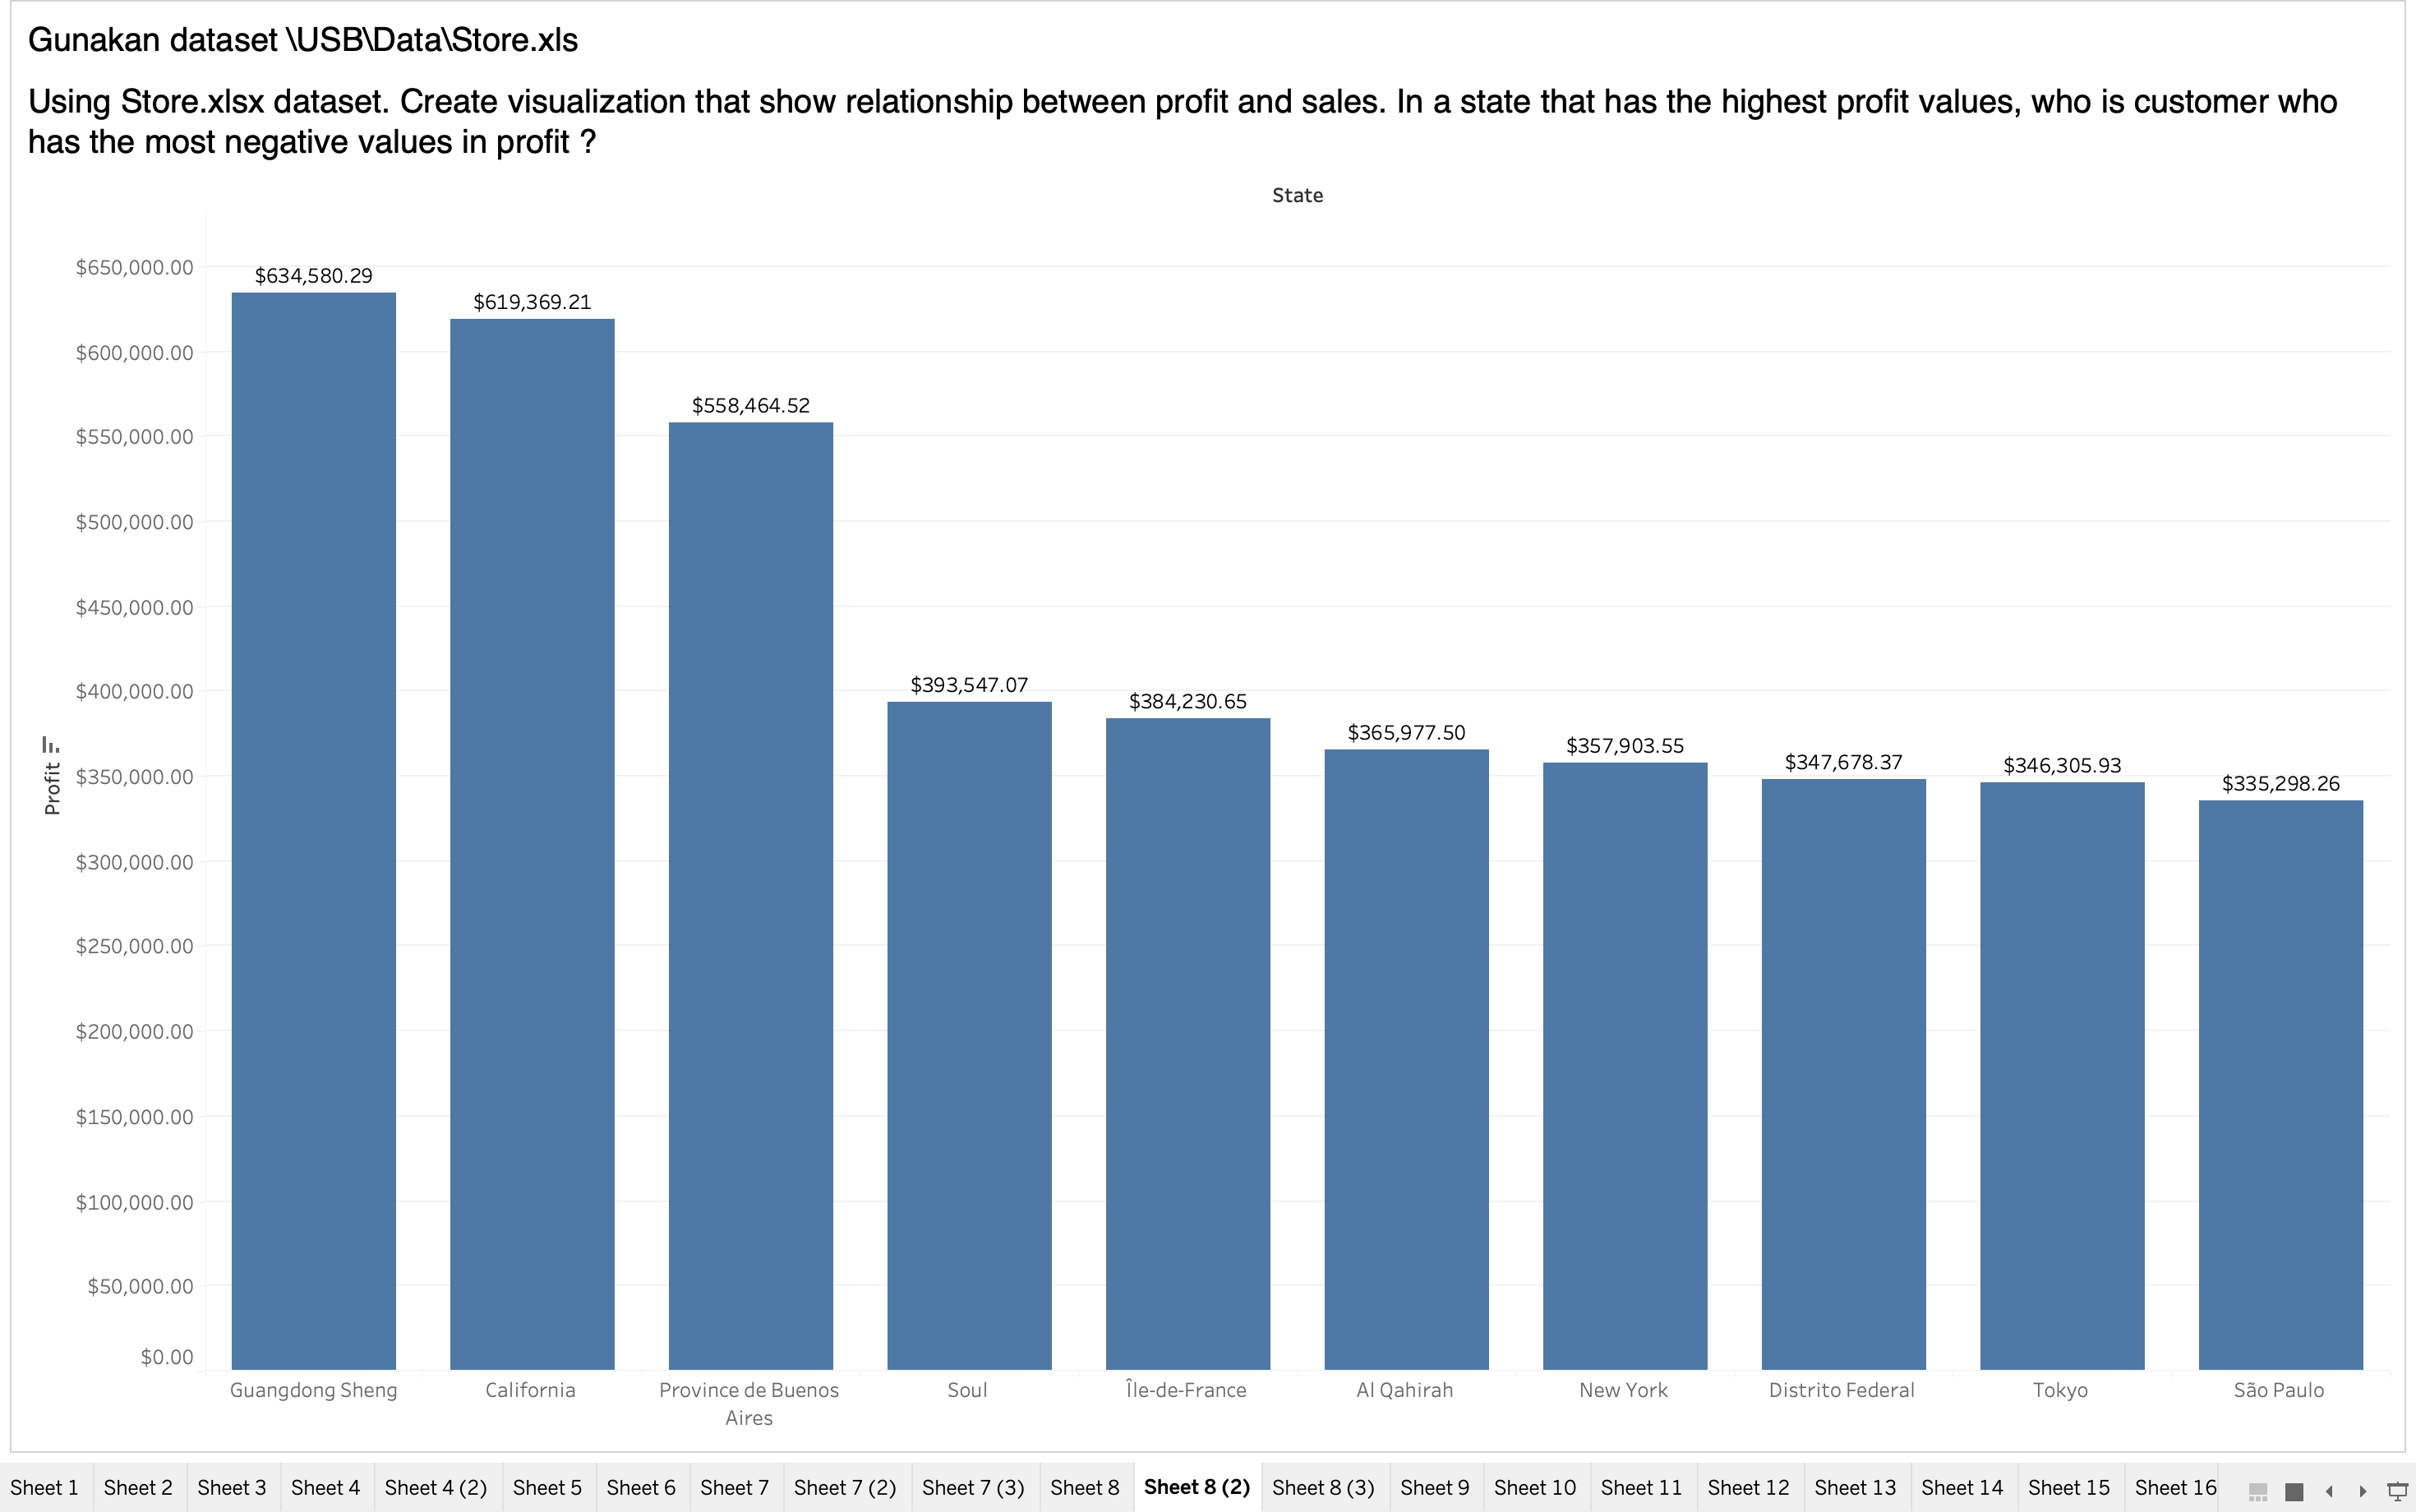 Gunakan dataset \USB\Data\Store.xls
Using Store.xlsx dataset. Create visualization that show relationship between profit and sales. In a state that has the highest profit values, who is customer who
has the most negative values in profit ?
State
Profit
$650,000.00
$600,000.00
$550,000.00
$500,000.00
$450,000.00
$400,000.00
$350,000.00
$300,000.00
$250,000.00
$200,000.00
$150,000.00
$100,000.00
$50,000.00
$0.00
$634,580.29
$619,369.21
$558,464.52
$393,547.07
$384,230.65
$365,977.50
$357,903.55
$347,678.37
$346,305.93
$335,298.26
Guangdong Sheng
California
Province de Buenos
Aires
Soul
Île-de-France
Al Qahirah
New York
Distrito Federal
Tokyo
São Paulo
Sheet 1 Sheet 2 Sheet 3 Sheet 4 Sheet 4 (2) Sheet 5 Sheet 6 Sheet 7 Sheet 7 (2) Sheet 7 (3) Sheet 8 Sheet 8 (2) Sheet 8 (3) Sheet 9 Sheet 10 Sheet 11 Sheet 12 Sheet 13 Sheet 14 Sheet 15 Sheet 16